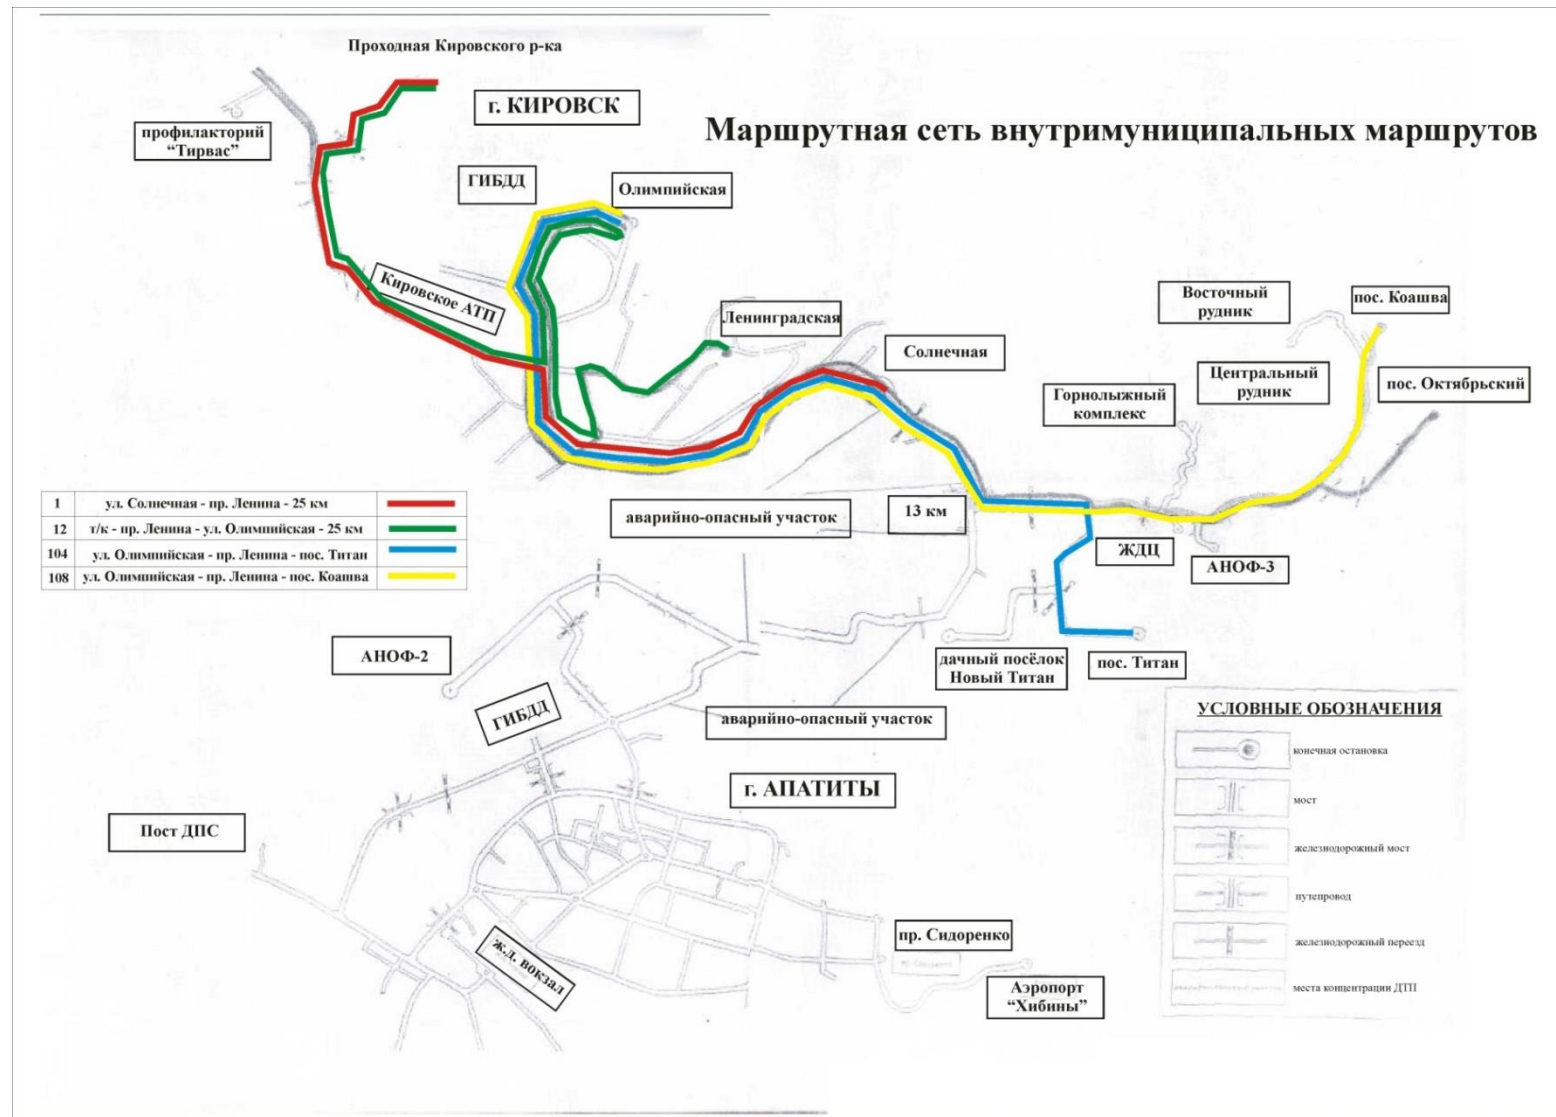 Проходная Кировского р-ка
г. КИРОВСК
Маршрутная сеть внутримуниципальных маршрутов
профилакторий
“Тирвас”
ГИБДД
Олимпийская
Кировское АТП
Ленинградская
Солнечная
Восточный
рудник
пос. Коашва
Центральный
рудник
пос. Октябрьский
Горнолыжный
комплекс
1 ул. Солнечная - пр. Ленина - 25 км
12 т/к - пр. Ленина - ул. Олимпийская - 25 км
104 ул. Олимпийская - пр. Ленина - пос. Титан
108 ул. Олимпийская - пр. Ленина - пос. Коашва
аварийно-опасный участок
13 км
ЖДЦ
АНОФ-3
АНОФ-2
дачный посёлок
Новый Титан
пос. Титан
ГИБДД
аварийно-опасный участок
г. АПАТИТЫ
Пост ДПС
ж.д. вокзал
пр. Сидоренко
Аэропорт
“Хибины”
УСЛОВНЫЕ ОБОЗНАЧЕНИЯ
конечная остановка
мост
железнодорожный мост
путепровод
железнодорожный переезд
места концентрации ДТП